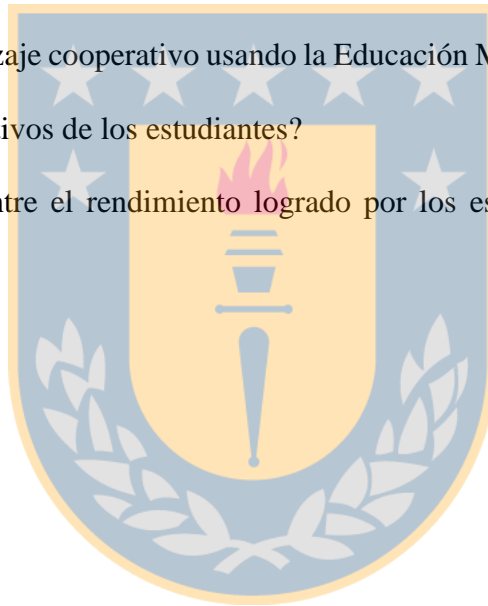 zaje cooperativo usando la Educación M
ivos de los estudiantes?
ntre el rendimiento logrado por los es